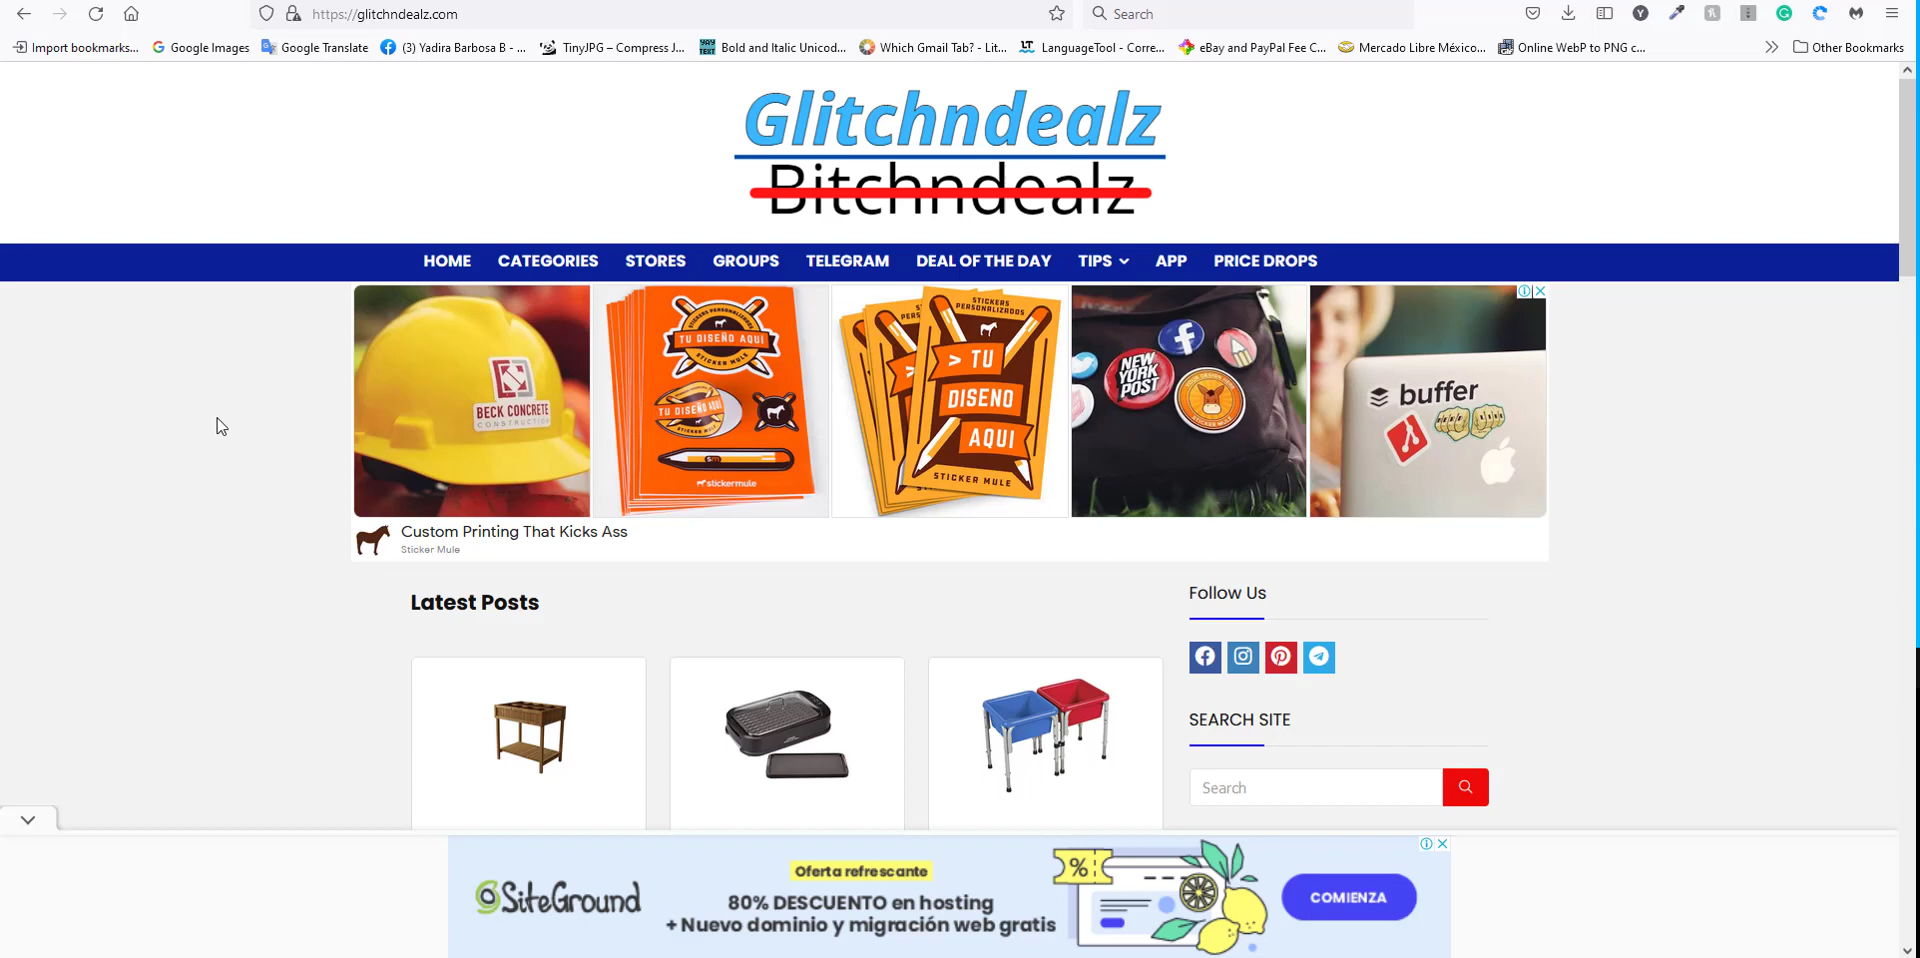 https://glitchndealz.com
Search
Import bookmarks...
Google Images
Google Translate
(3) Yadira Barbosa B - ...
TinyJPG – Compress J...
Bold and Italic Unicod...
Which Gmail Tab? - Lit...
LanguageTool - Corre...
eBay and PayPal Fee C...
Mercado Libre México...
Online WebP to PNG c...
Other Bookmarks
Glitchndealz
Bitchndealz
HOME
CATEGORIES
STORES
GROUPS
TELEGRAM
DEAL OF THE DAY
TIPS
APP
PRICE DROPS
BECK CONCRETE
CONSTRUCTION
TU DISEÑO AQUI
STICKER MULE
TU DISEÑO AQUI
stickermule
STICKERS
PERSONALIZADOS
> TU
DISENO
AQUI
STICKER MULE
NEW
YORK
POST
buffer
Custom Printing That Kicks Ass
Sticker Mule
Latest Posts
Follow Us
SEARCH SITE
Search
SiteGround
Oferta refrescante
80% DESCUENTO en hosting
+ Nuevo dominio y migración web gratis
%
COMIENZA